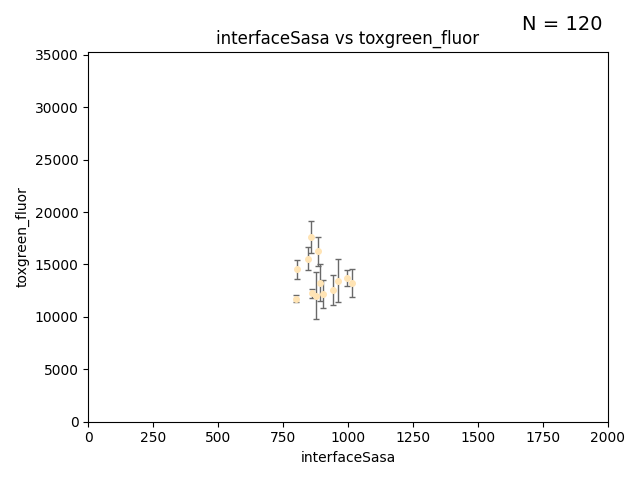 N = 120
interfaceSasa vs toxgreen_fluor
35000
30000
25000
20000
15000
10000
5000
0
toxgreen_fluor
0 250 500 750 1000 1250 1500 1750 2000
interfaceSasa